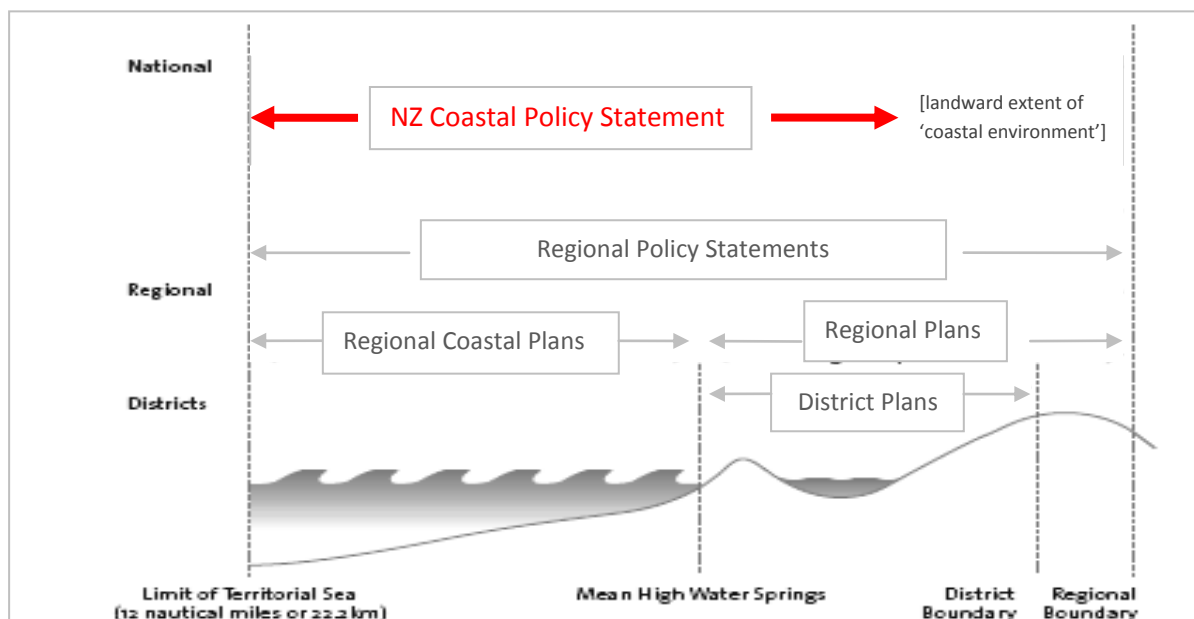 National
NZ Coastal Policy Statement
[landward extent of
‘coastal environment’]
Regional Policy Statements
Regional
Regional Coastal Plans
Regional Plans
Districts
District Plans
Limit of Territorial Sea
(12 nautical miles or 22.2km)
Mean High Water Springs
District
Boundary
Regional
Boundary